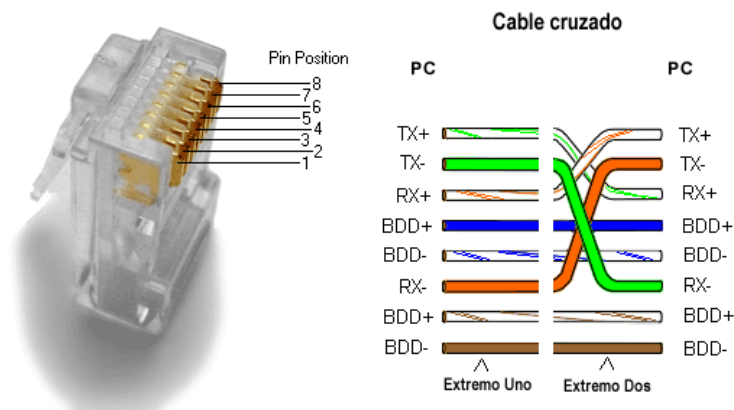 Pin Position
8
7
6
5
4
3
2
1
Cable cruzado
PC PC
TX+ TX+
TX- TX-
RX+ RX+
BDD+ BDD+
BDD- BDD-
RX- RX-
BDD+ BDD+
BDD- BDD-
Extremo Uno Extremo Dos